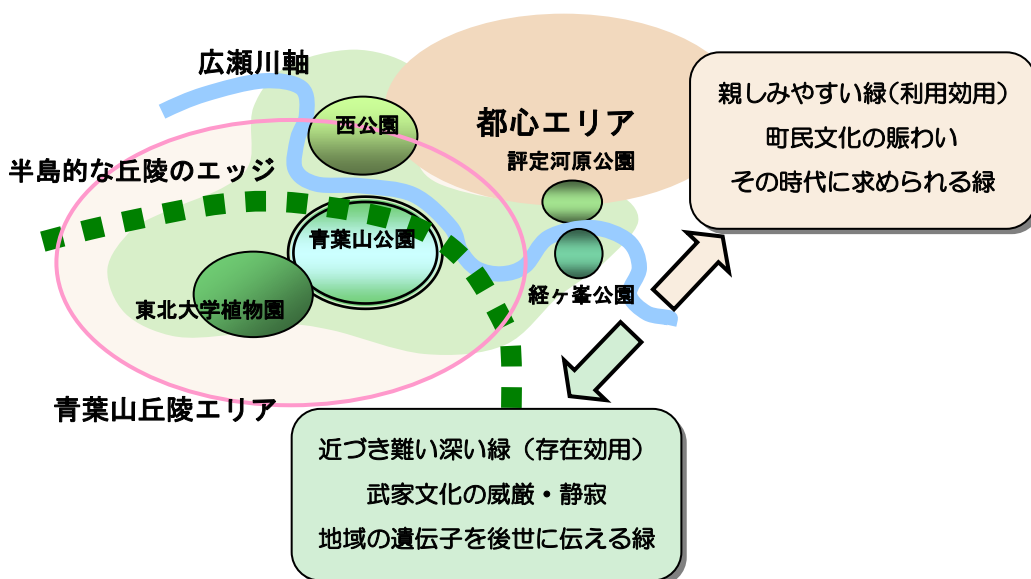 広瀬川軸
西公園
都心エリア
評定河原公園
半島的な丘陵のエッジ
青葉山公園
東北大学植物園
経ヶ峯公園
青葉山丘陵エリア
親しみやすい緑（利用効用）
町民文化の賑わい
その時代に求められる緑
近づき難い深い緑（存在効用）
武家文化の威厳・静寂
地域の遺伝子を後世に伝える緑